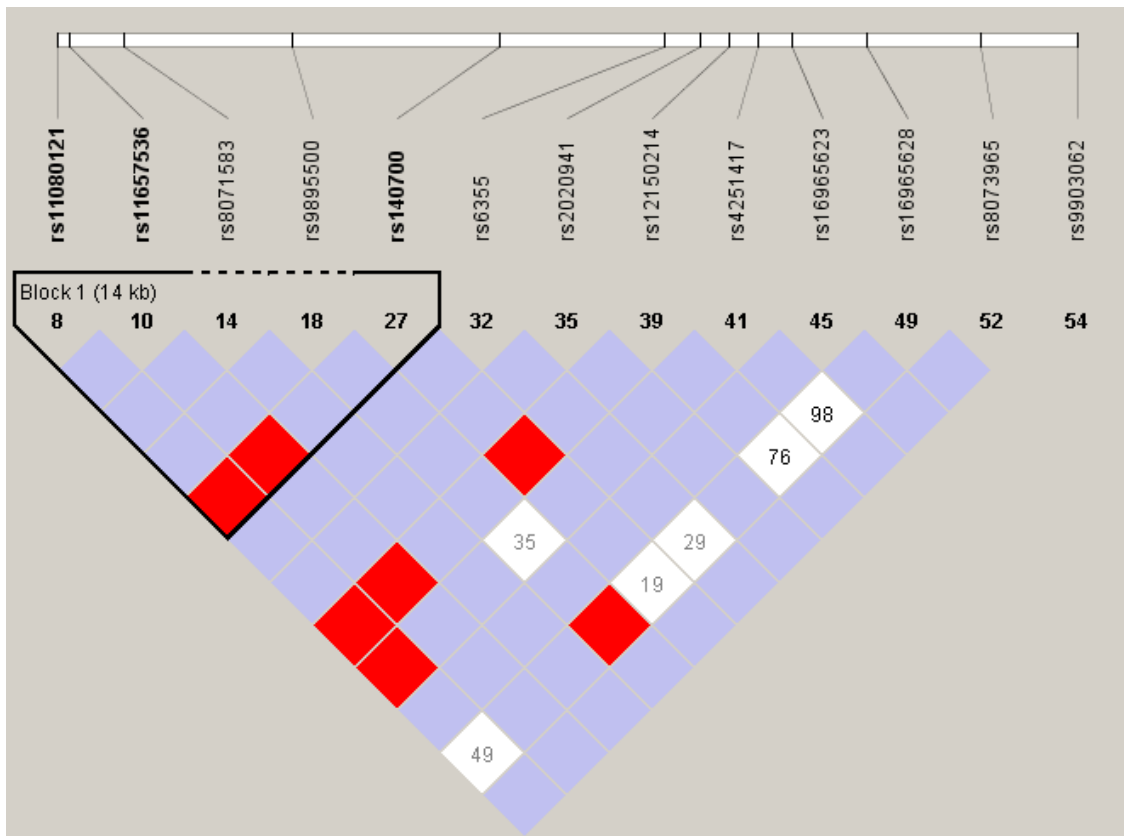 rs11080121
rs11657536
rs8071583
rs9895500
rs140700
rs6355
rs2020941
rs12150214
rs4251417
rs16965623
rs16965628
rs8073965
rs9903062
Block 1 (14 kb)
8 10 14 18 27 32 35 39 41 45 49 52 54
98
76
35 29
19
49